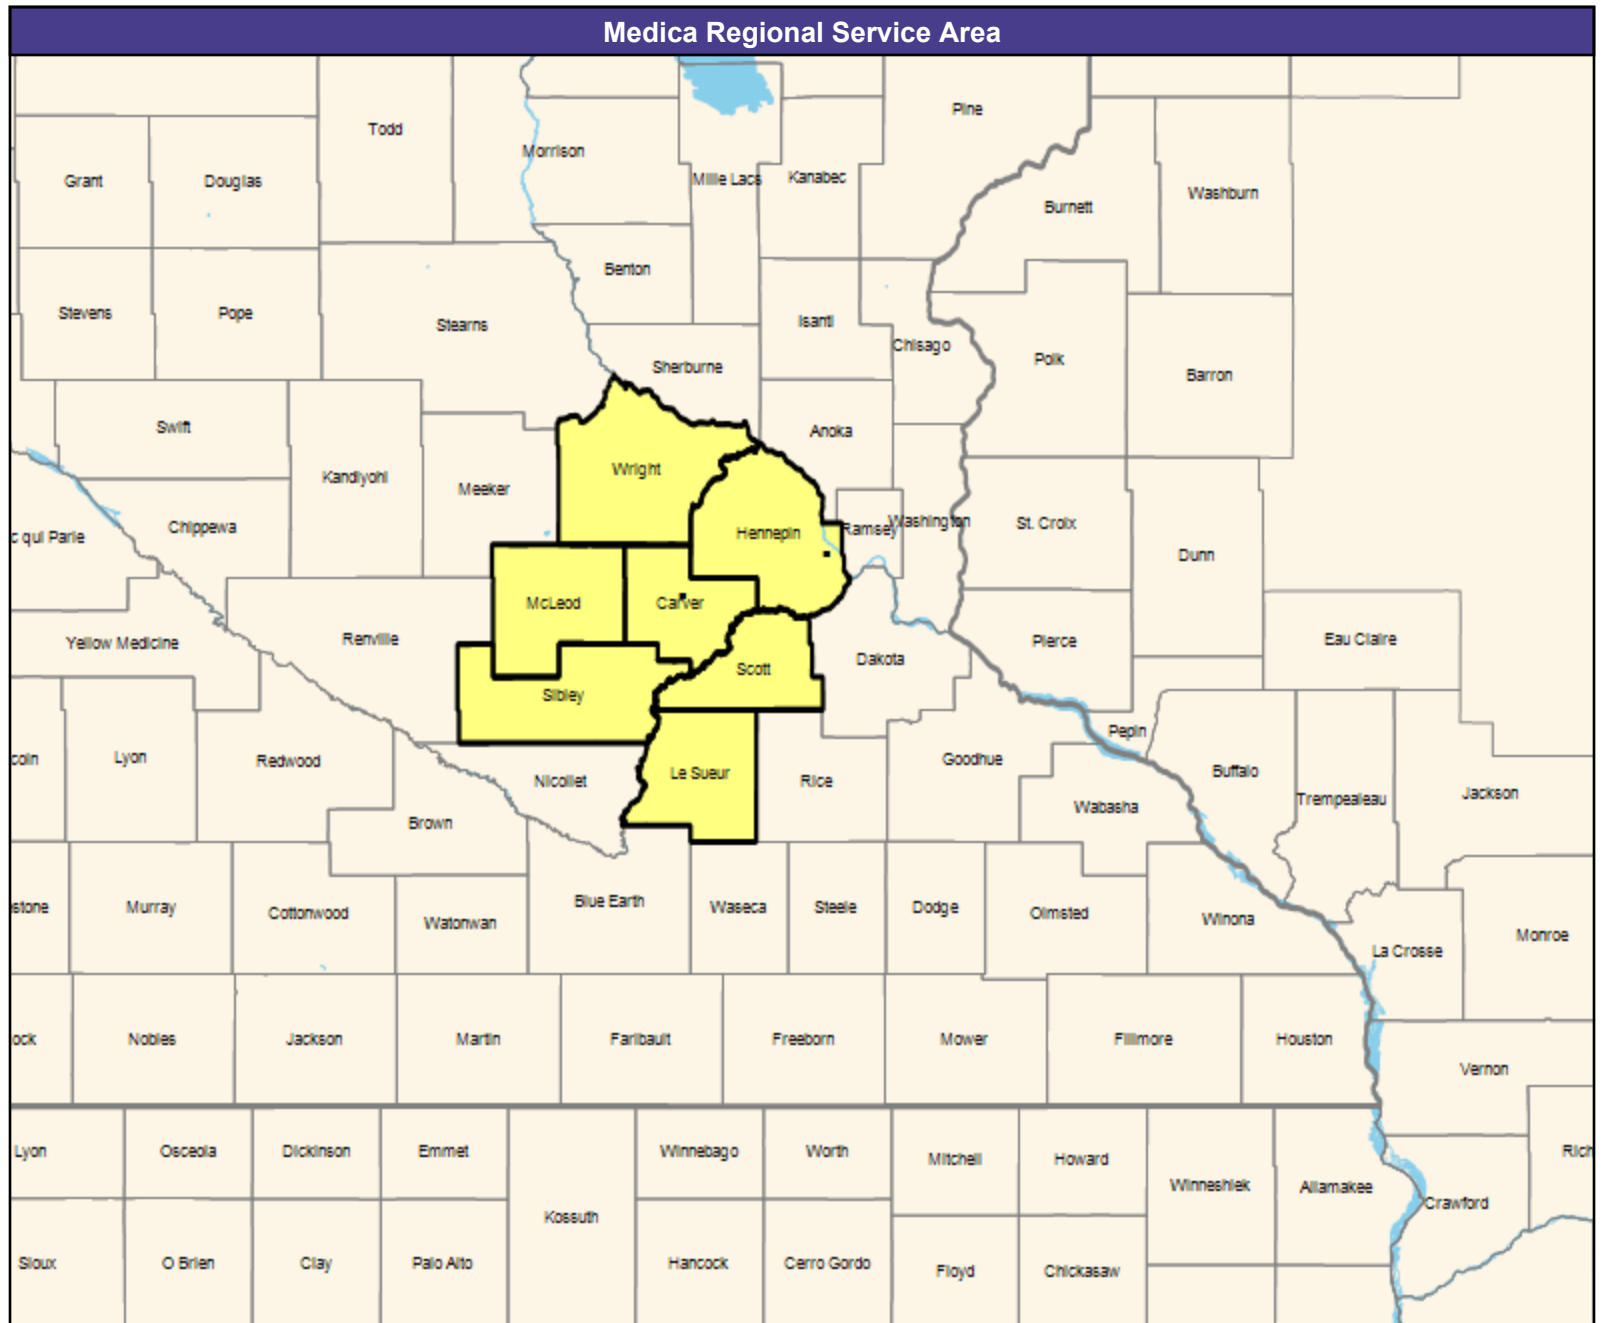 Medica Regional Service Area
Pine
Todd
Morrison
Mille Lacs
Kanabec
Grant
Douglas
Washburn
Burnett
Benton
Stevens
Pope
Stearns
Isanti
Chisago
Polk
Barron
Sherburne
Swift
Anoka
Wright
Kandiyohi
Meeker
Chippewa
Hennepin
Ramsey
Washington
St. Croix
c qui Parle
Dunn
McLeod
Carver
Yellow Medicine
Renville
Pierce
Eau Claire
Scott
Dakota
Sibley
Pepin
coln
Lyon
Redwood
Nicollet
Le Sueur
Rice
Goodhue
Buffalo
Trempealeau
Jackson
Wabasha
Brown
stone
Murray
Cottonwood
Watonwan
Blue Earth
Waseca
Steele
Dodge
Olmsted
Winona
La Crosse
Monroe
ock
Nobles
Jackson
Martin
Faribault
Freeborn
Mower
Fillmore
Houston
Vernon
Lyon
Osceola
Dickinson
Emmet
Winnebago
Worth
Mitchell
Howard
Winneshiek
Allamakee
Crawford
Rich
Kossuth
Sioux
O Brien
Clay
Palo Alto
Hancock
Cerro Gordo
Floyd
Chickasaw